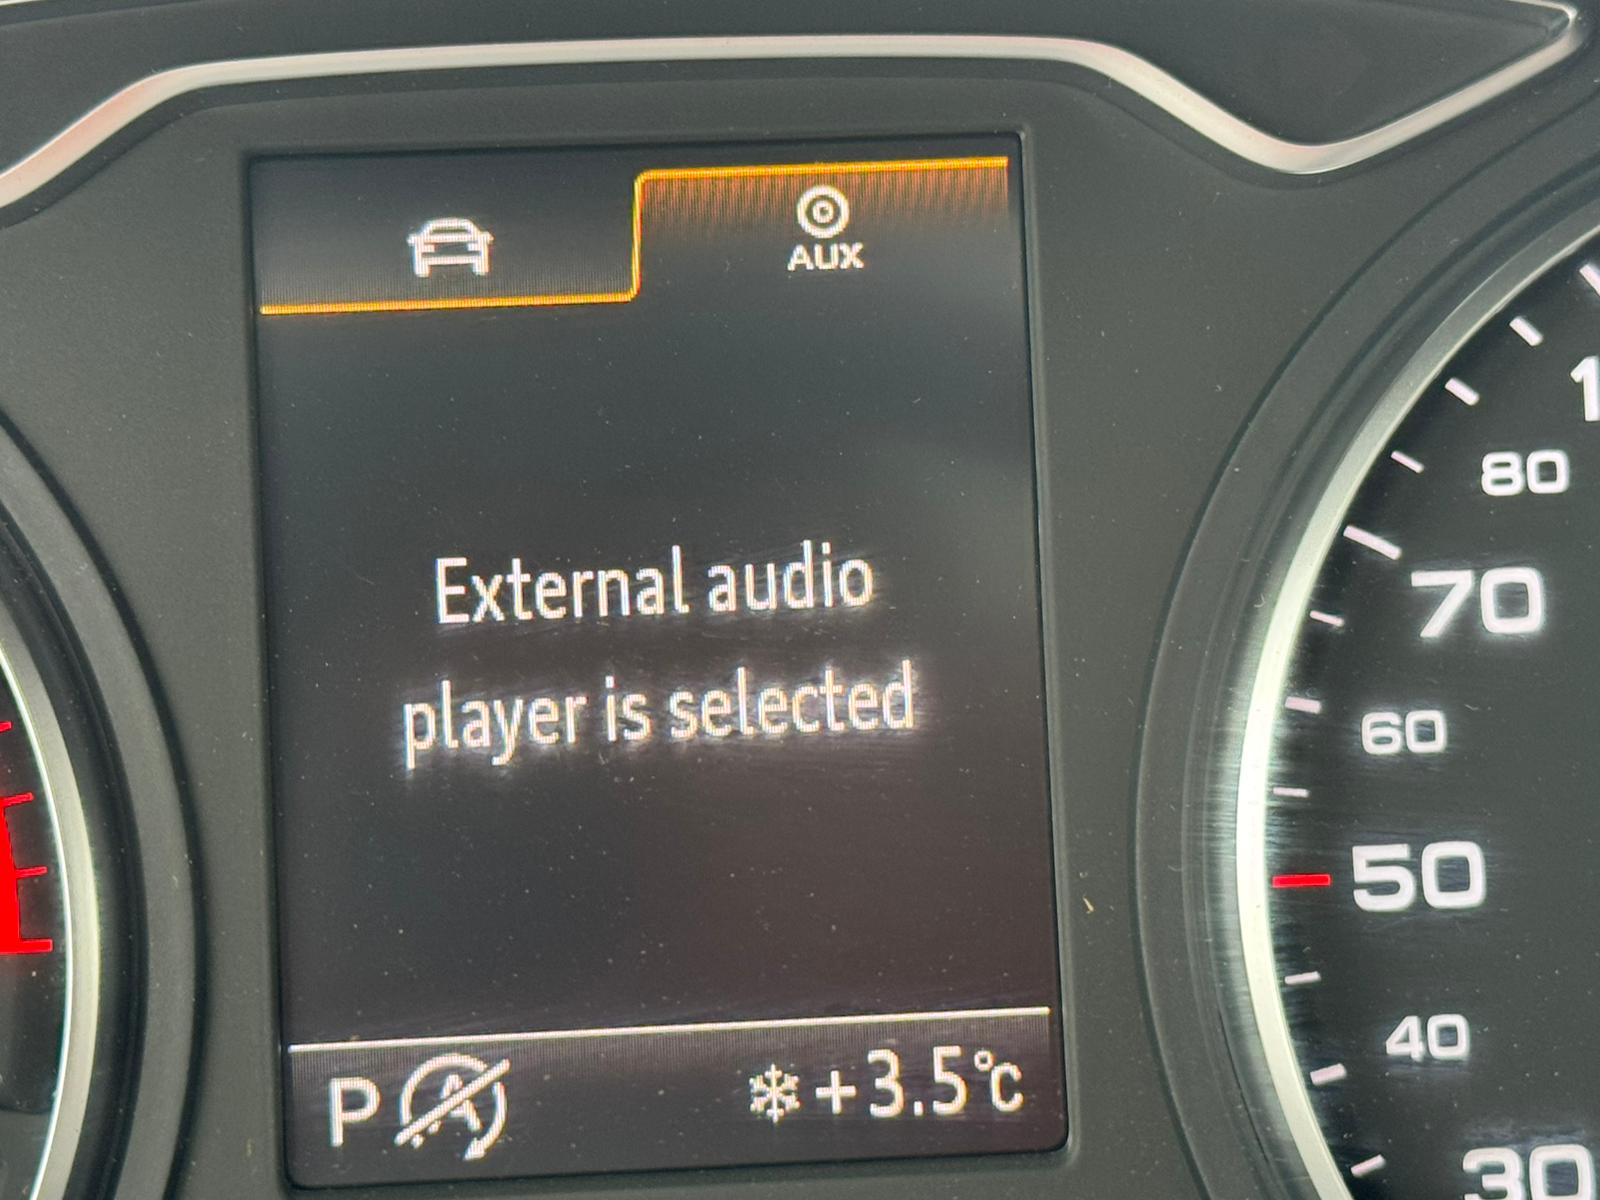 AUX
External audio
player is selected
P A
+3.5°C
80
70
60
50
40
30